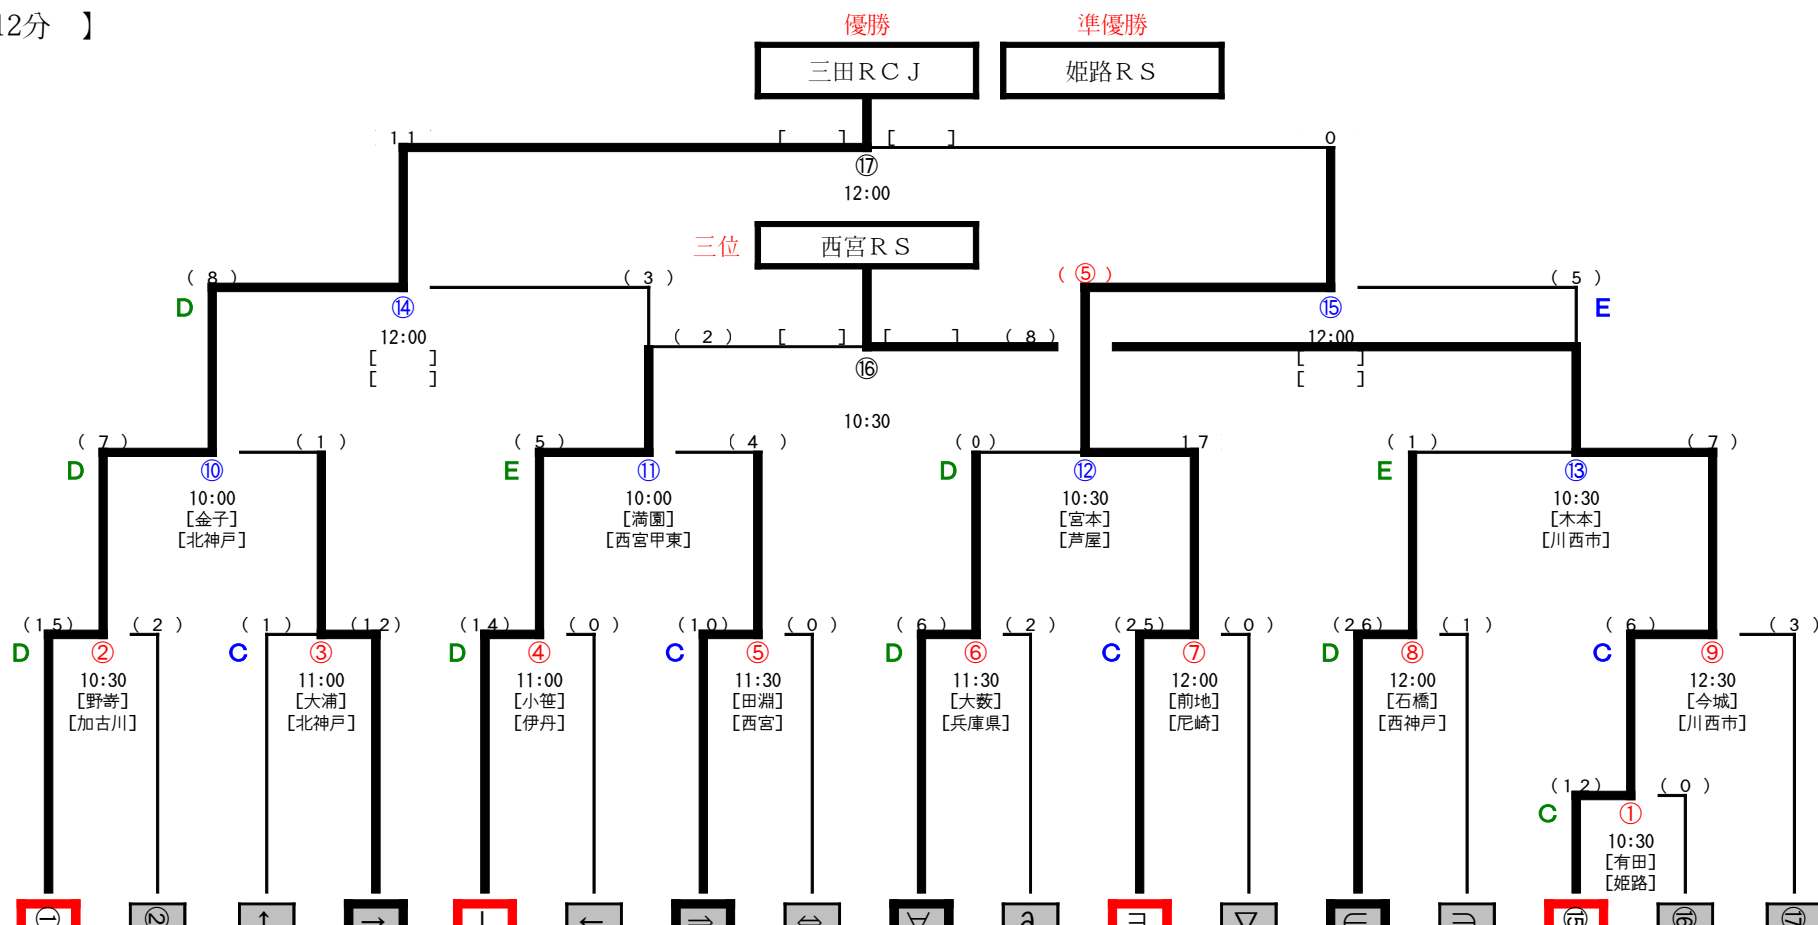 12分 】
優勝 準優勝
三田RCJ 姫路RS
11 [ ] [ ] 0
⑰
12:00
三位 西宮RS
(8) (3) (⑤) (5)
D ⑭ ⑮ E
12:00 (2) [ ] [ ] (8) 12:00
[ ] ⑯ [ ]
[ ] [ ]
10:30
(7) (1) (5) (4) (0) 17 (1) (7)
D ⑩ E ⑪ D ⑫ E ⑬
10:00 10:00 10:30 10:30
[金子] [満園] [宮本] [木本]
[北神戸] [西宮甲東] [芦屋] [川西市]
(15) (2) (1) (12) (14) (0) (10) (0) (6) (2) (25) (0) (26) (1) (6) (3)
D ② C ③ D ④ C ⑤ D ⑥ C ⑦ D ⑧ C ⑨
10:30 11:00 11:00 11:30 11:30 12:00 12:00 12:30
[野嵜] [大浦] [小笹] [田淵] [大薮] [前地] [石橋] [今城]
[加古川] [北神戸] [伊丹] [西宮] [兵庫県] [尼崎] [西神戸] [川西市]
(12) (0)
C ①
10:30
[有田]
[姫路]
① ② ⑮ ⑯ ⑰